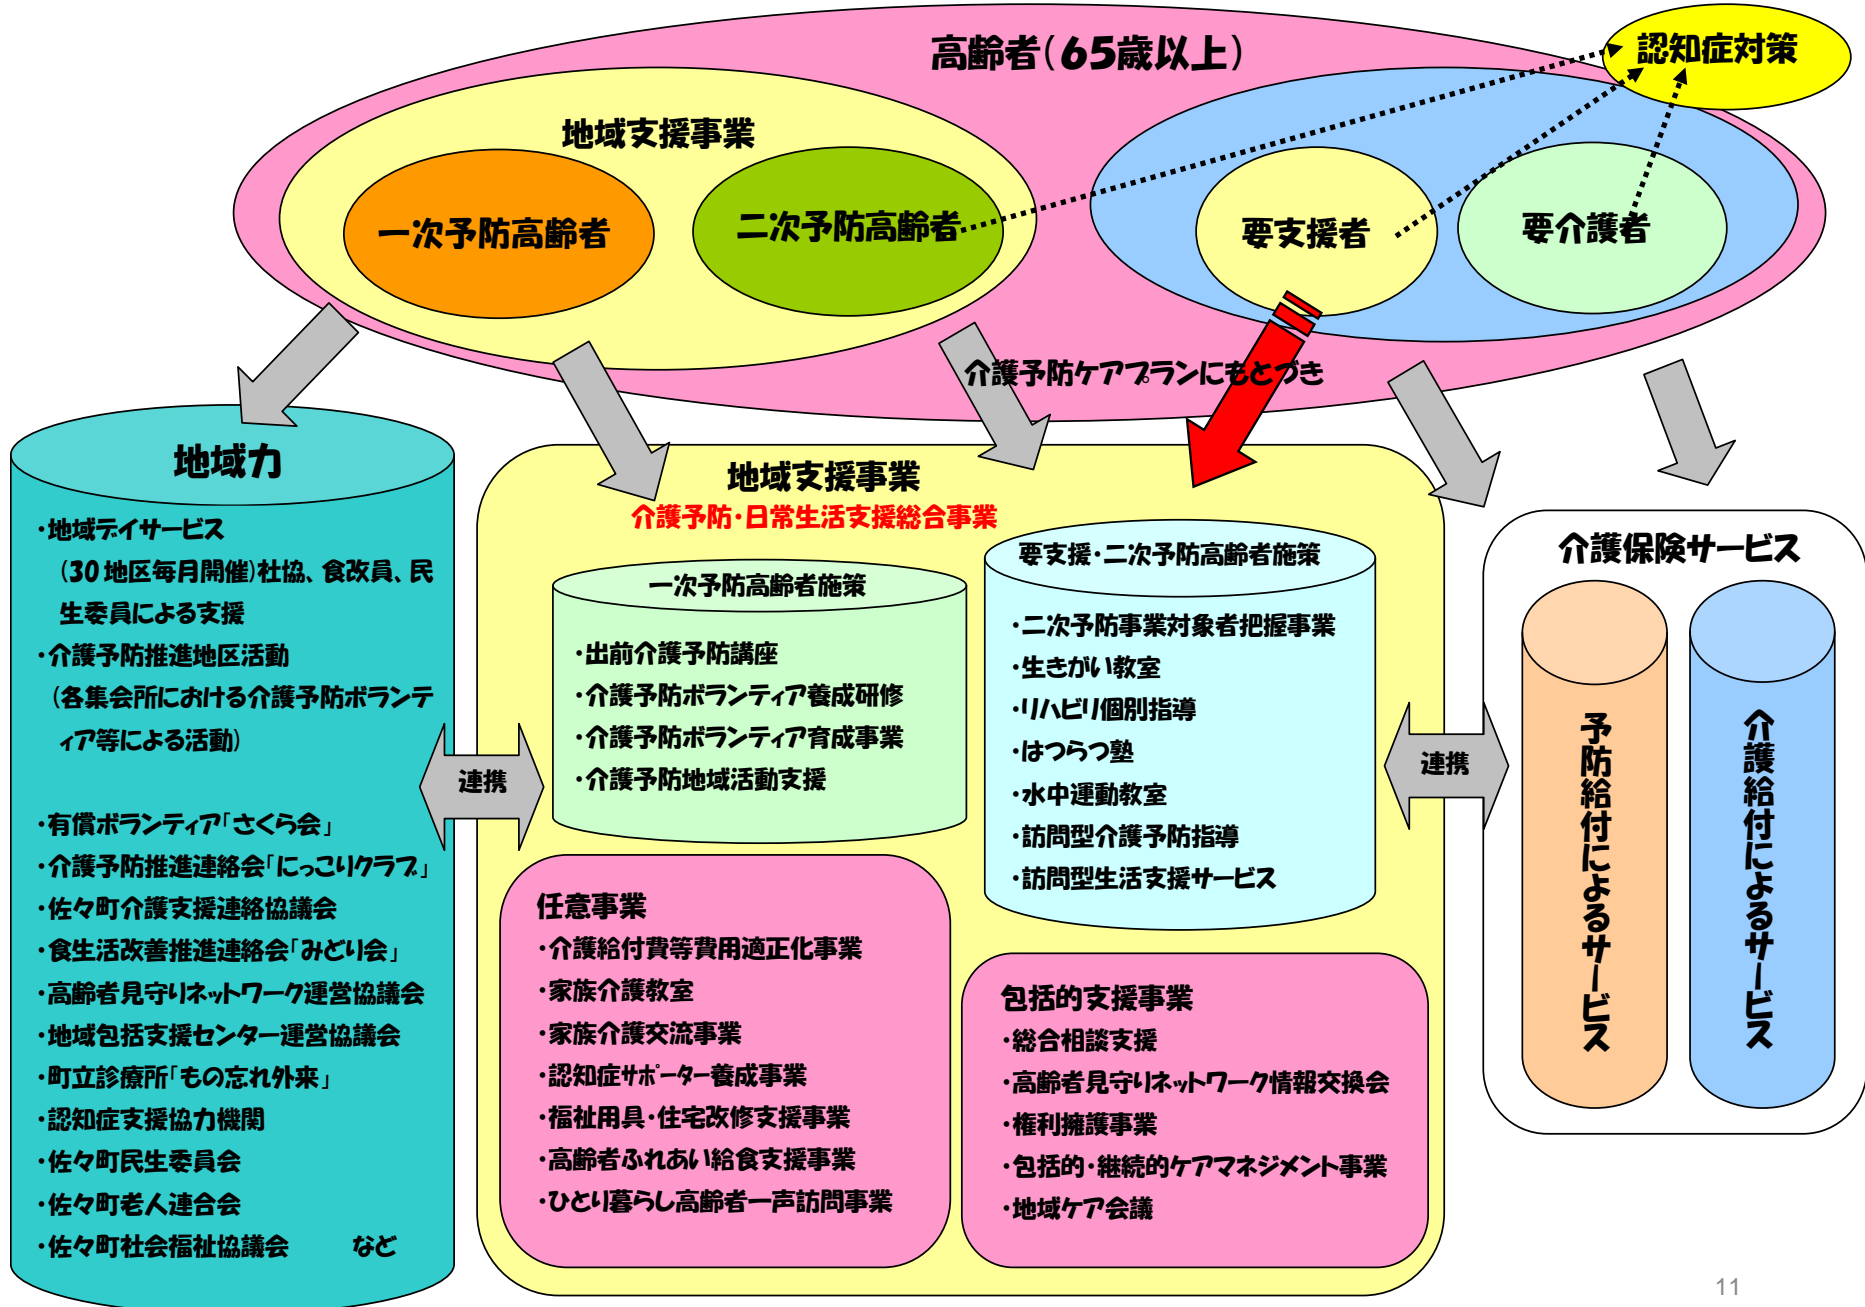 高齢者(65歳以上)
認知症対策
地域支援事業
一次予防高齢者
二次予防高齢者
要支援者
要介護者
介護予防ケアプランにもとづき
地域力
・地域デイサービス
(30地区毎月開催)社協、食改員、民
生委員による支援
・介護予防推進地区活動
(各集会所における介護予防ボランテ
ィア等による活動)
・有償ボランティア「さくら会」
・介護予防推進連絡会「にっこりクラブ」
・佐々町介護支援連絡協議会
・食生活改善推進連絡会「みどり会」
・高齢者見守りネットワーク運営協議会
・地域包括支援センター運営協議会
・町立診療所「もの忘れ外来」
・認知症支援協力機関
・佐々町民生委員会
・佐々町老人連合会
・佐々町社会福祉協議会　　など
連携
地域支援事業
介護予防・日常生活支援総合事業
一次予防高齢者施策
・出前介護予防講座
・介護予防ボランティア養成研修
・介護予防ボランティア育成事業
・介護予防地域活動支援
要支援・二次予防高齢者施策
・二次予防事業対象者把握事業
・生きがい教室
・リハビリ個別指導
・はつらつ塾
・水中運動教室
・訪問型介護予防指導
・訪問型生活支援サービス
任意事業
・介護給付費等費用適正化事業
・家族介護教室
・家族介護交流事業
・認知症サポーター養成事業
・福祉用具・住宅改修支援事業
・高齢者ふれあい給食支援事業
・ひとり暮らし高齢者一声訪問事業
包括的支援事業
・総合相談支援
・高齢者見守りネットワーク情報交換会
・権利擁護事業
・包括的・継続的ケアマネジメント事業
・地域ケア会議
連携
介護保険サービス
予防給付によるサービス
介護給付によるサービス
11